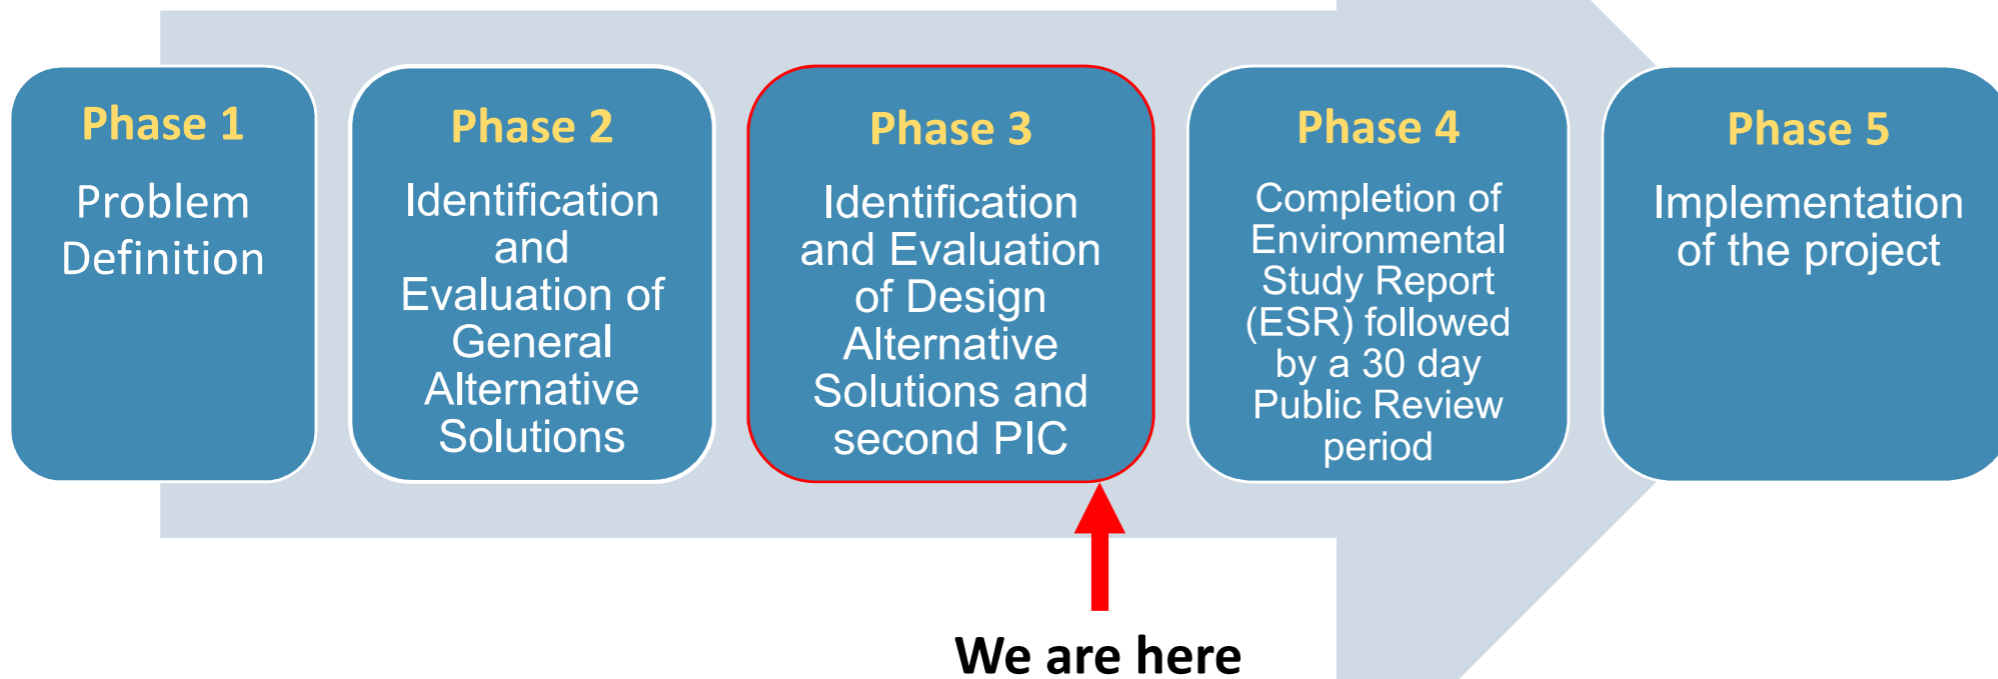 Phase 1
Problem
Definition
Phase 2
Identification
and
Evaluation of
General
Alternative
Solutions
Phase 3
Identification
and Evaluation
of Design
Alternative
Solutions and
second PIC
Phase 4
Completion of
Environmental
Study Report
(ESR) followed
by a 30 day
Public Review
period
Phase 5
Implementation
of the project
We are here